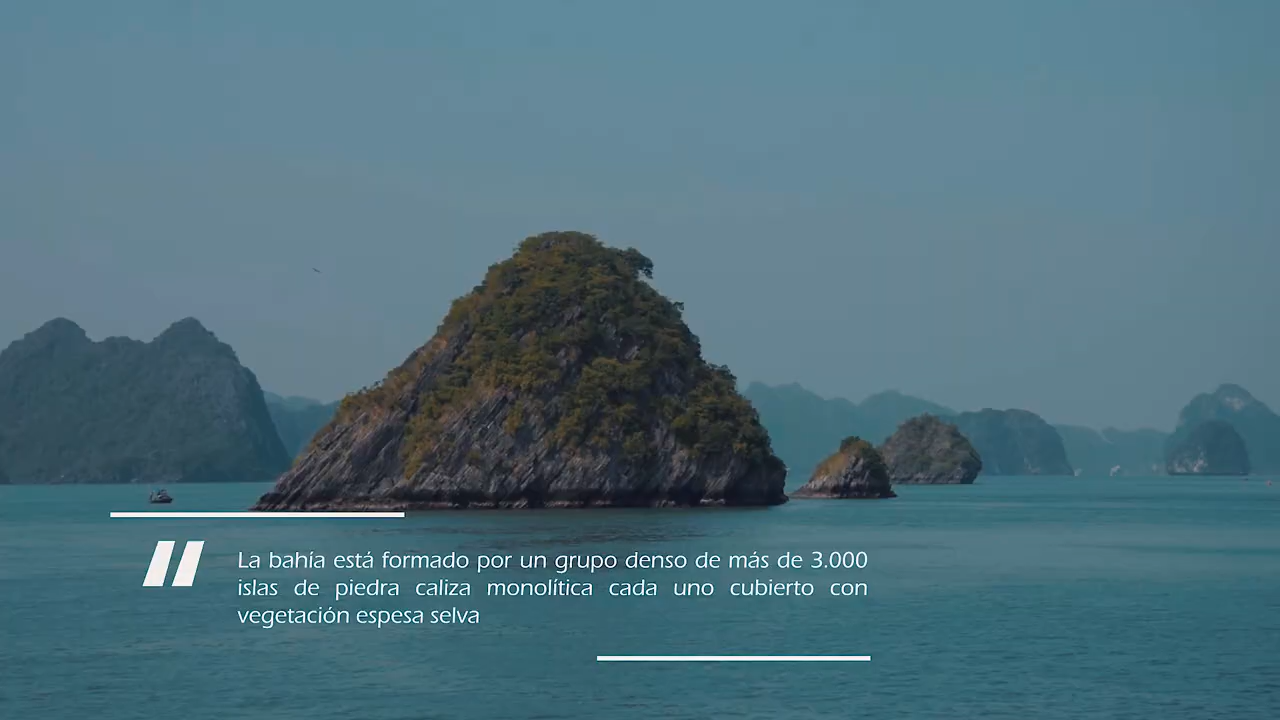 La bahía está formado por un grupo denso de más de 3.000
islas de piedra caliza monolítica cada uno cubierto con
vegetación espesa selva